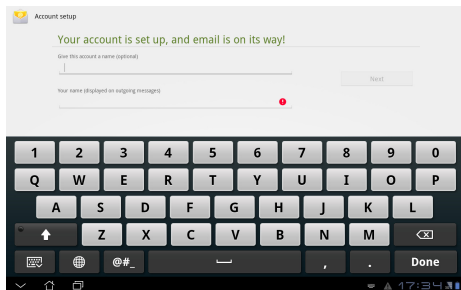 Account setup
Your account is set up, and email is on its way!
Give this account a name (optional)
Next
Your name (displayed on outgoing messages)
1 2 3 4 5 6 7 8 9 0
Q W E R T Y U I O P
A S D F G H J K L
Z X C V B N M
@#_ , . Done
17:34